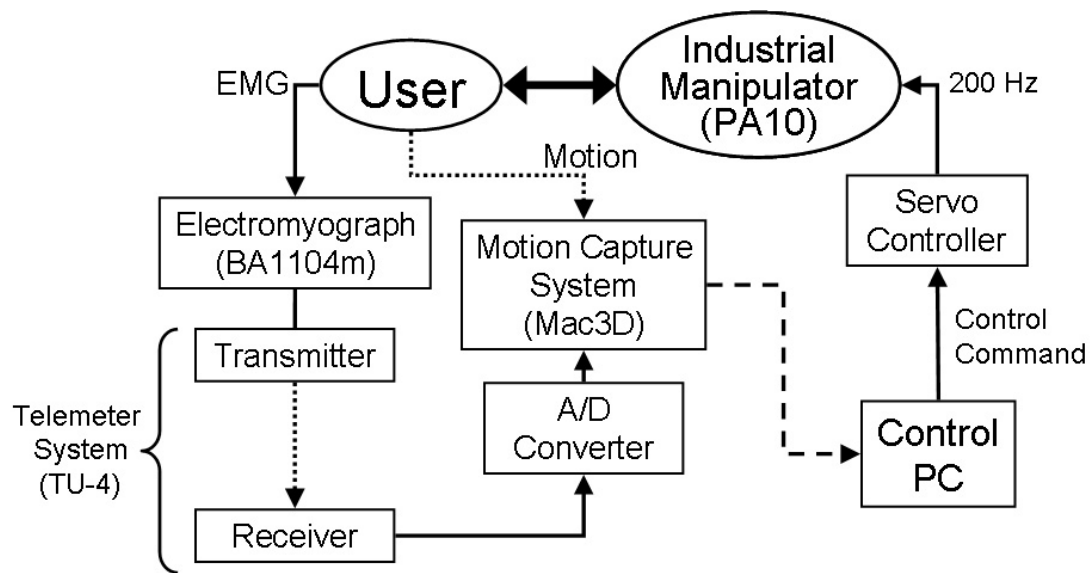 EMG
User
Industrial
Manipulator
(PA10)
200 Hz
Motion
Electromyograph
(BA1104m)
Motion Capture
System
(Mac3D)
Servo
Controller
Transmitter
Control
Command
Telemeter
System
(TU-4)
A/D
Converter
Control
PC
Receiver